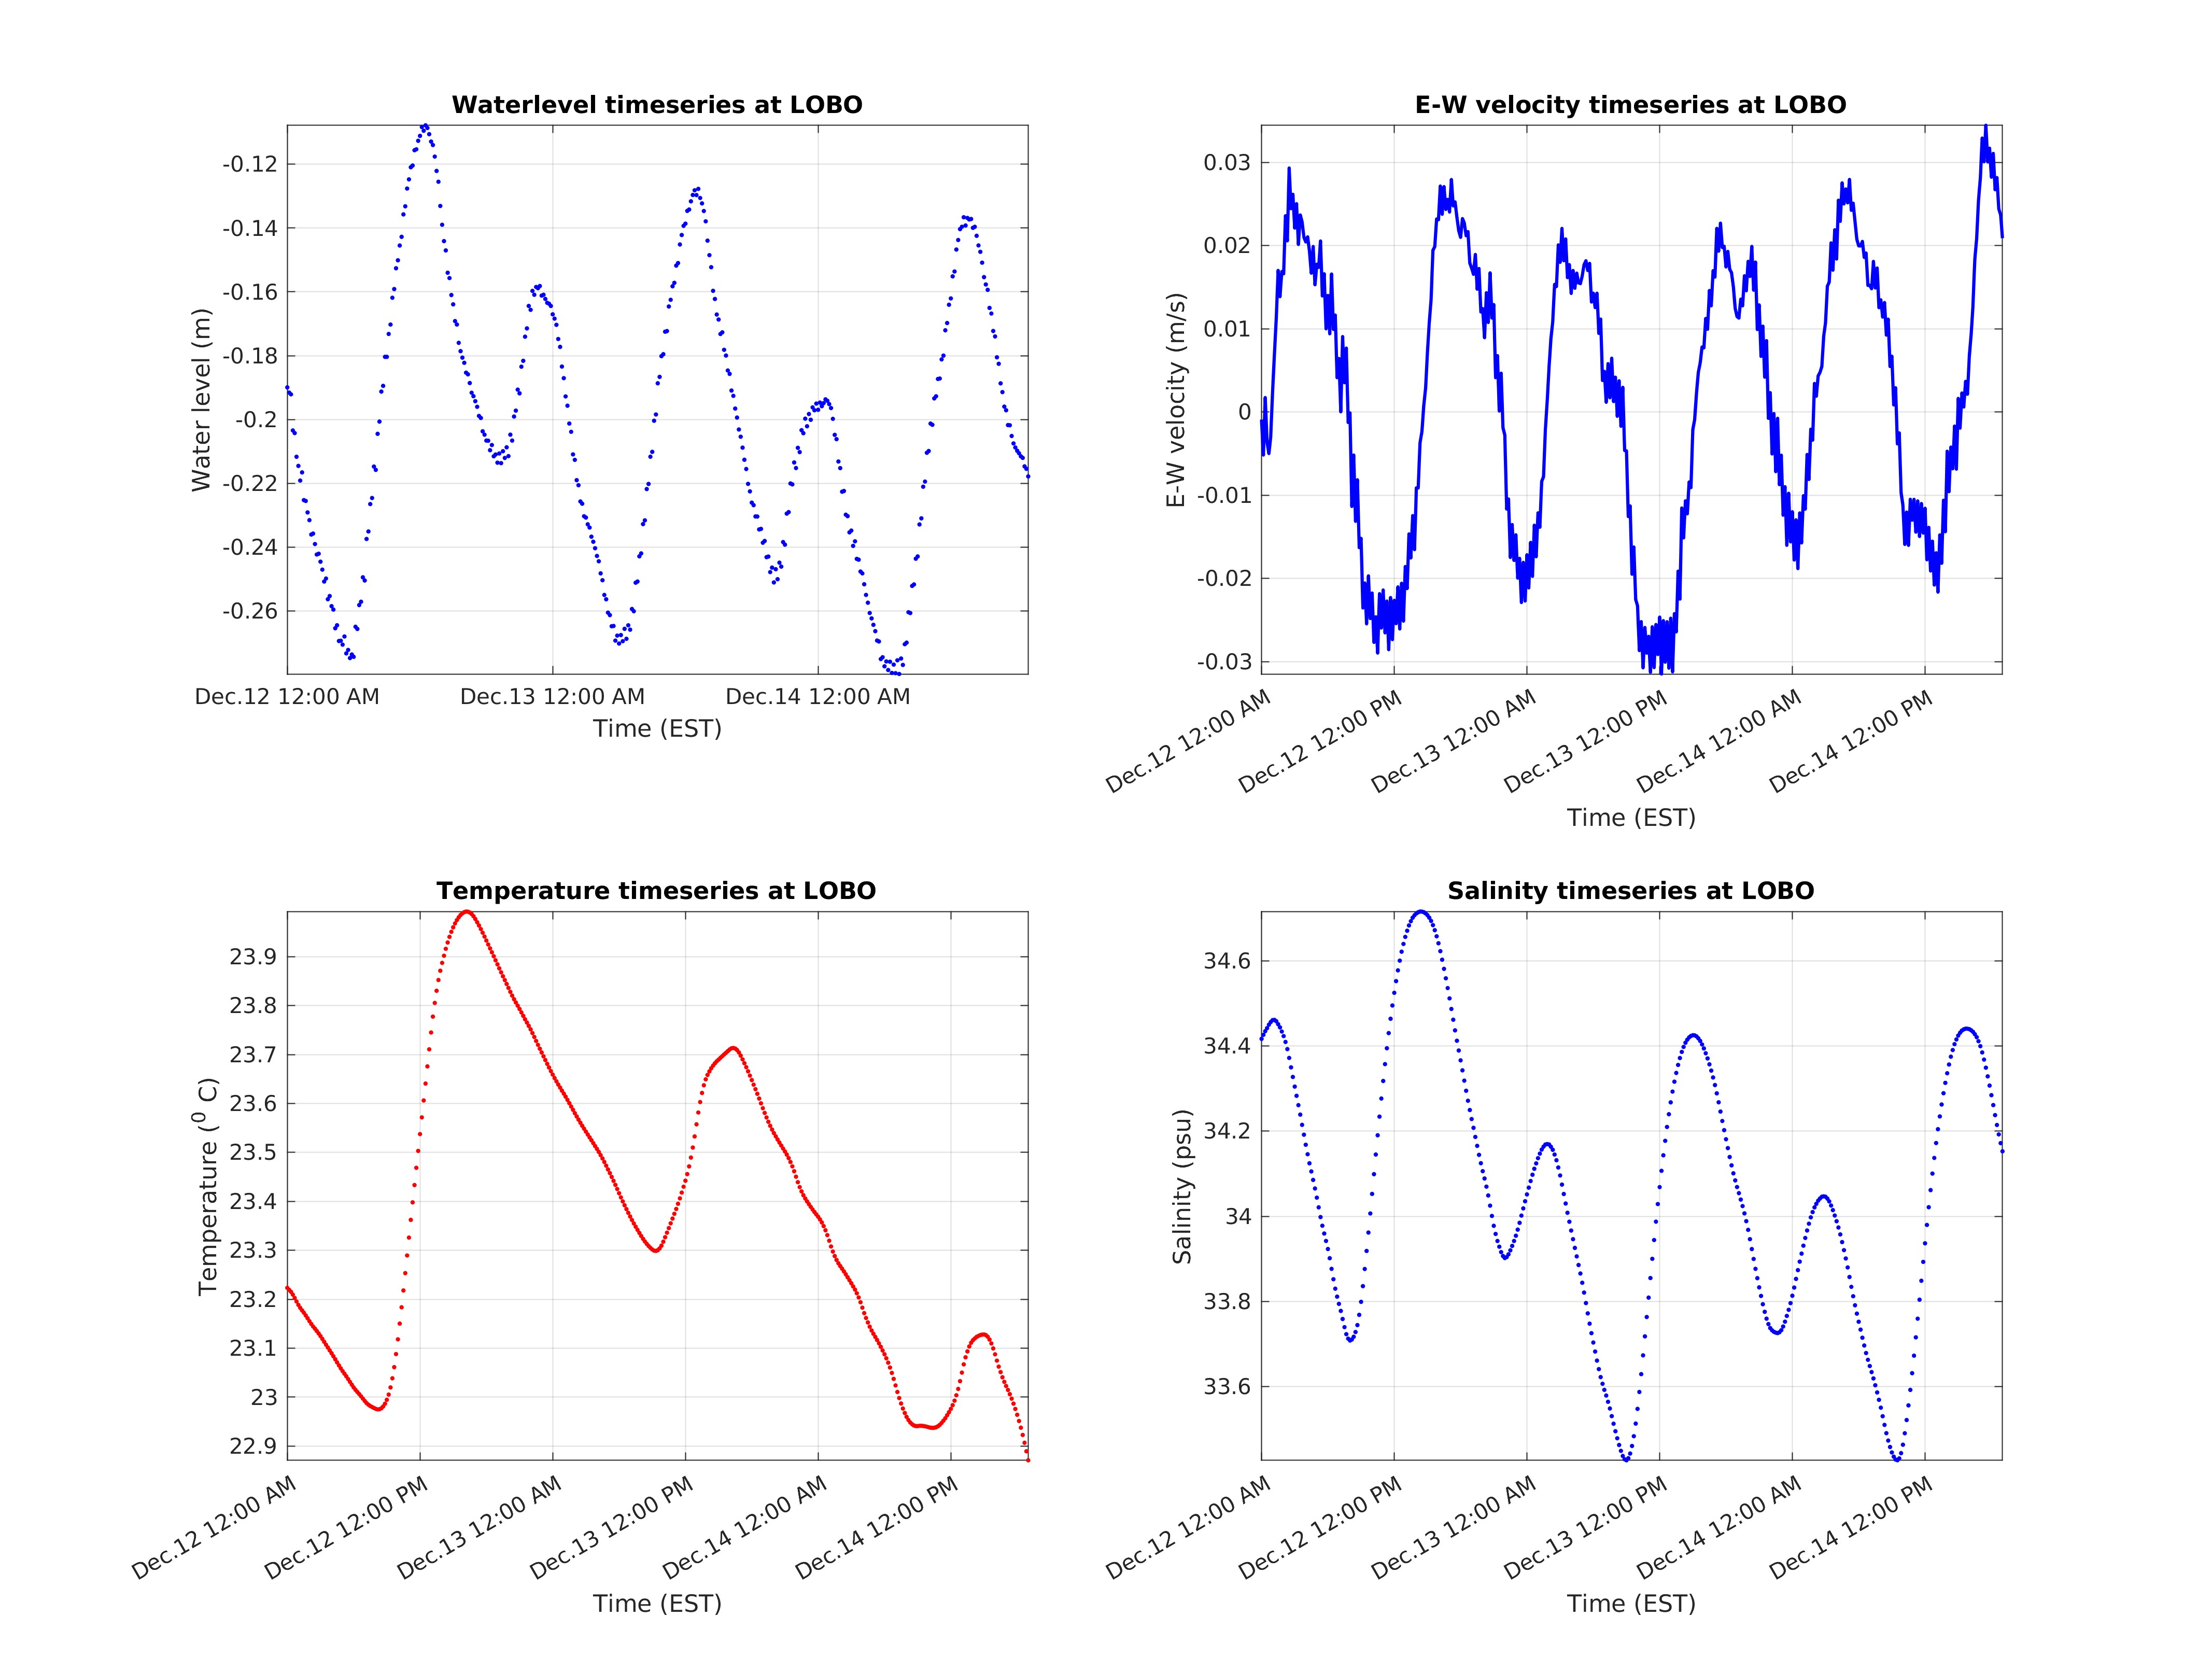 Waterlevel timeseries at LOBO
-0.12
-0.14
-0.16
-0.18
-0.2
-0.22
-0.24
-0.26
Water level (m)
Dec.12 12:00 AM
Dec.13 12:00 AM
Dec.14 12:00 AM
Time (EST)
E-W velocity timeseries at LOBO
0.03
0.02
0.01
0
-0.01
-0.02
-0.03
E-W velocity (m/s)
Dec.12 12:00 AM
Dec.12 12:00 PM
Dec.13 12:00 AM
Dec.13 12:00 PM
Dec.14 12:00 AM
Dec.14 12:00 PM
Time (EST)
Temperature timeseries at LOBO
23.9
23.8
23.7
23.6
23.5
23.4
23.3
23.2
23.1
23
22.9
Temperature (⁰ C)
Dec.12 12:00 AM
Dec.12 12:00 PM
Dec.13 12:00 AM
Dec.13 12:00 PM
Dec.14 12:00 AM
Dec.14 12:00 PM
Time (EST)
Salinity timeseries at LOBO
34.6
34.4
34.2
34
33.8
33.6
Salinity (psu)
Dec.12 12:00 AM
Dec.12 12:00 PM
Dec.13 12:00 AM
Dec.13 12:00 PM
Dec.14 12:00 AM
Dec.14 12:00 PM
Time (EST)